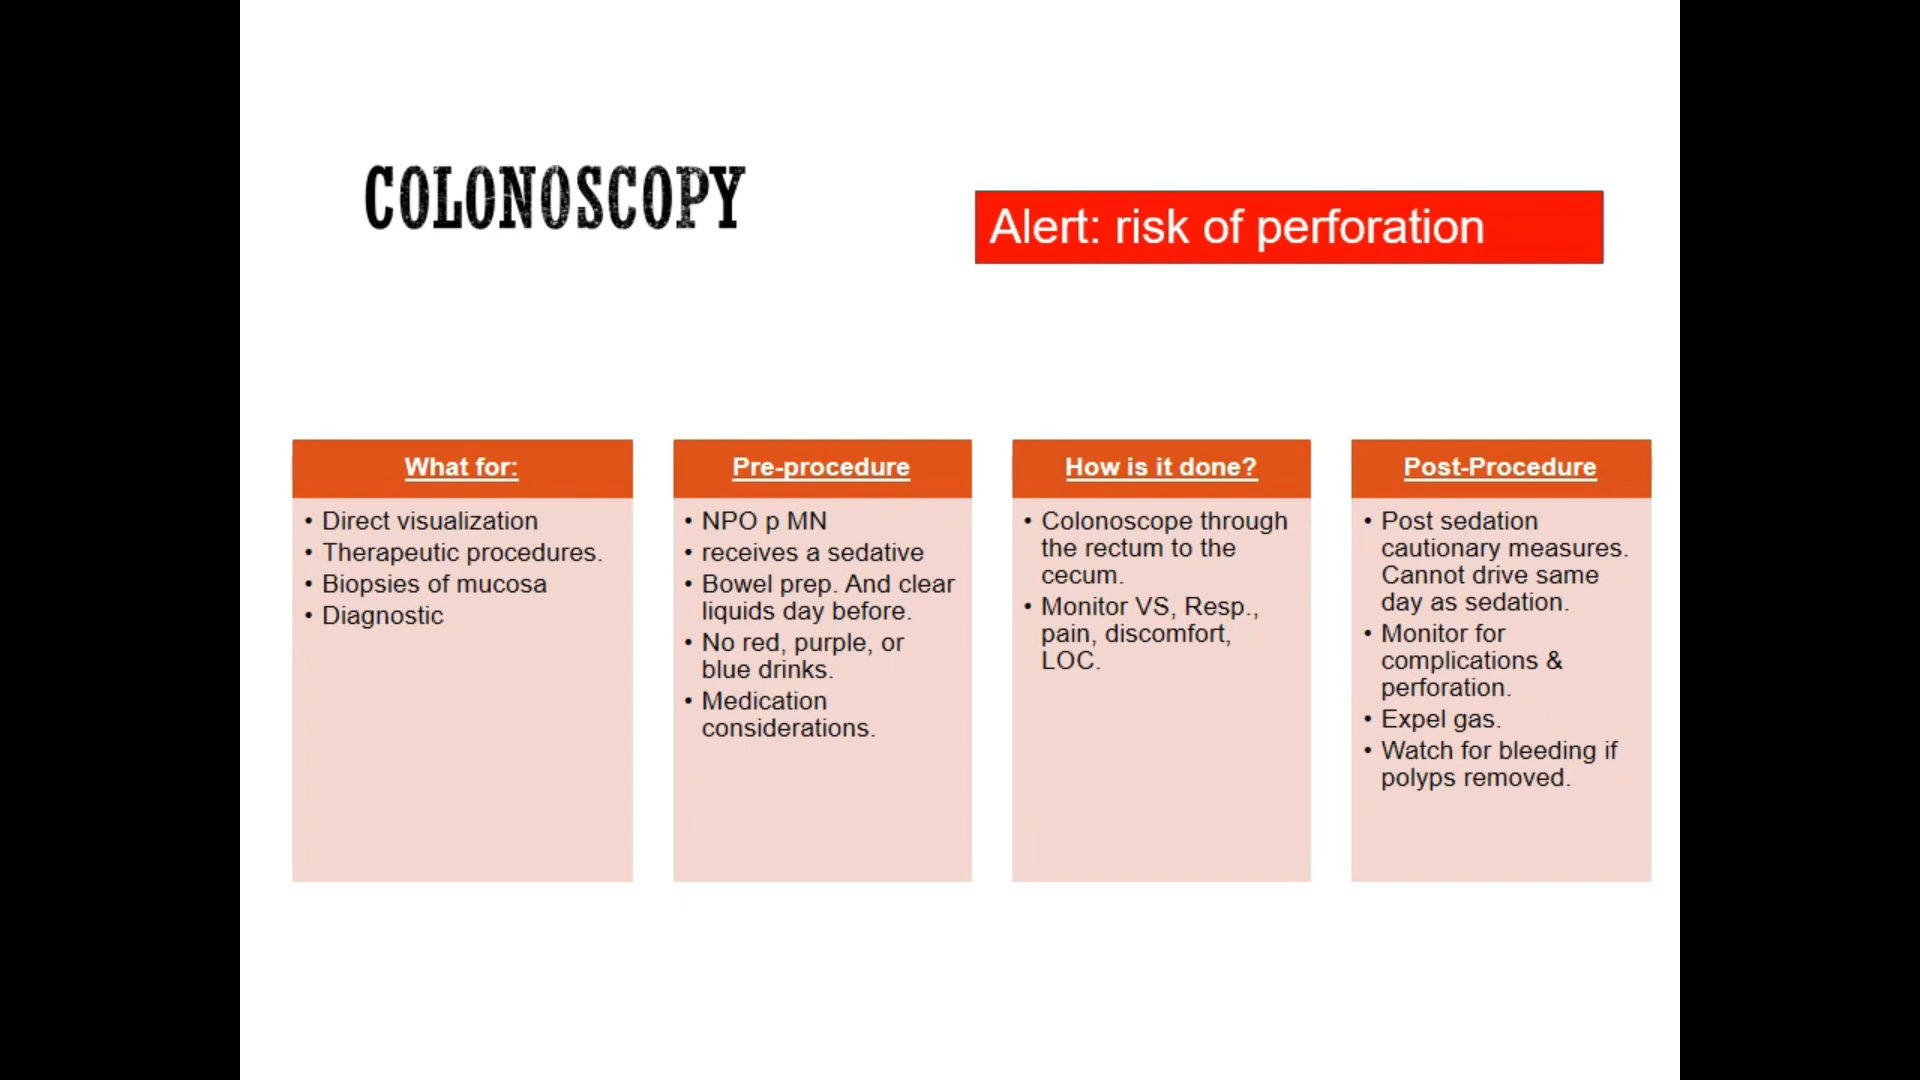 COLONOSCOPY
Alert: risk of perforation
What for:
• Direct visualization
• Therapeutic procedures.
• Biopsies of mucosa
• Diagnostic
Pre-procedure
• NPO p MN
• receives a sedative
• Bowel prep. And clear
liquids day before.
• No red, purple, or
blue drinks.
• Medication
considerations.
How is it done?
• Colonoscope through
the rectum to the
cecum.
• Monitor VS, Resp.,
pain, discomfort,
LOC.
Post-Procedure
• Post sedation
cautionary measures.
Cannot drive same
day as sedation.
• Monitor for
complications &
perforation.
• Expel gas.
• Watch for bleeding if
polyps removed.